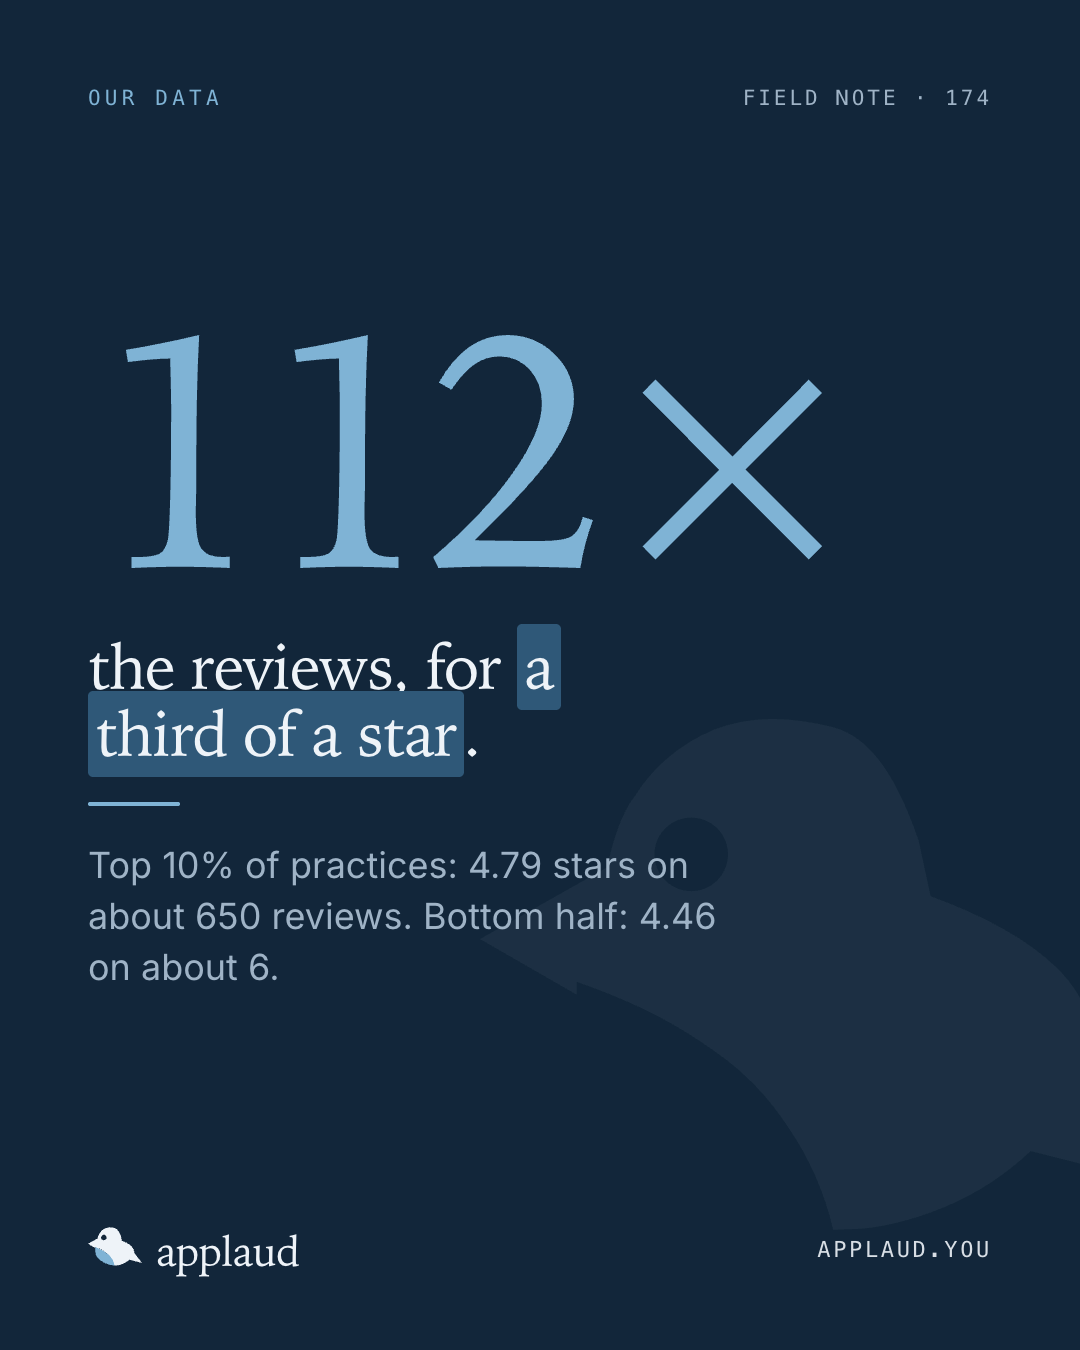 OUR DATA
FIELD NOTE · 174
112×
the reviews, for a
third of a star.
Top 10% of practices: 4.79 stars on
about 650 reviews. Bottom half: 4.46
on about 6.
applaud
APPLAUD.YOU